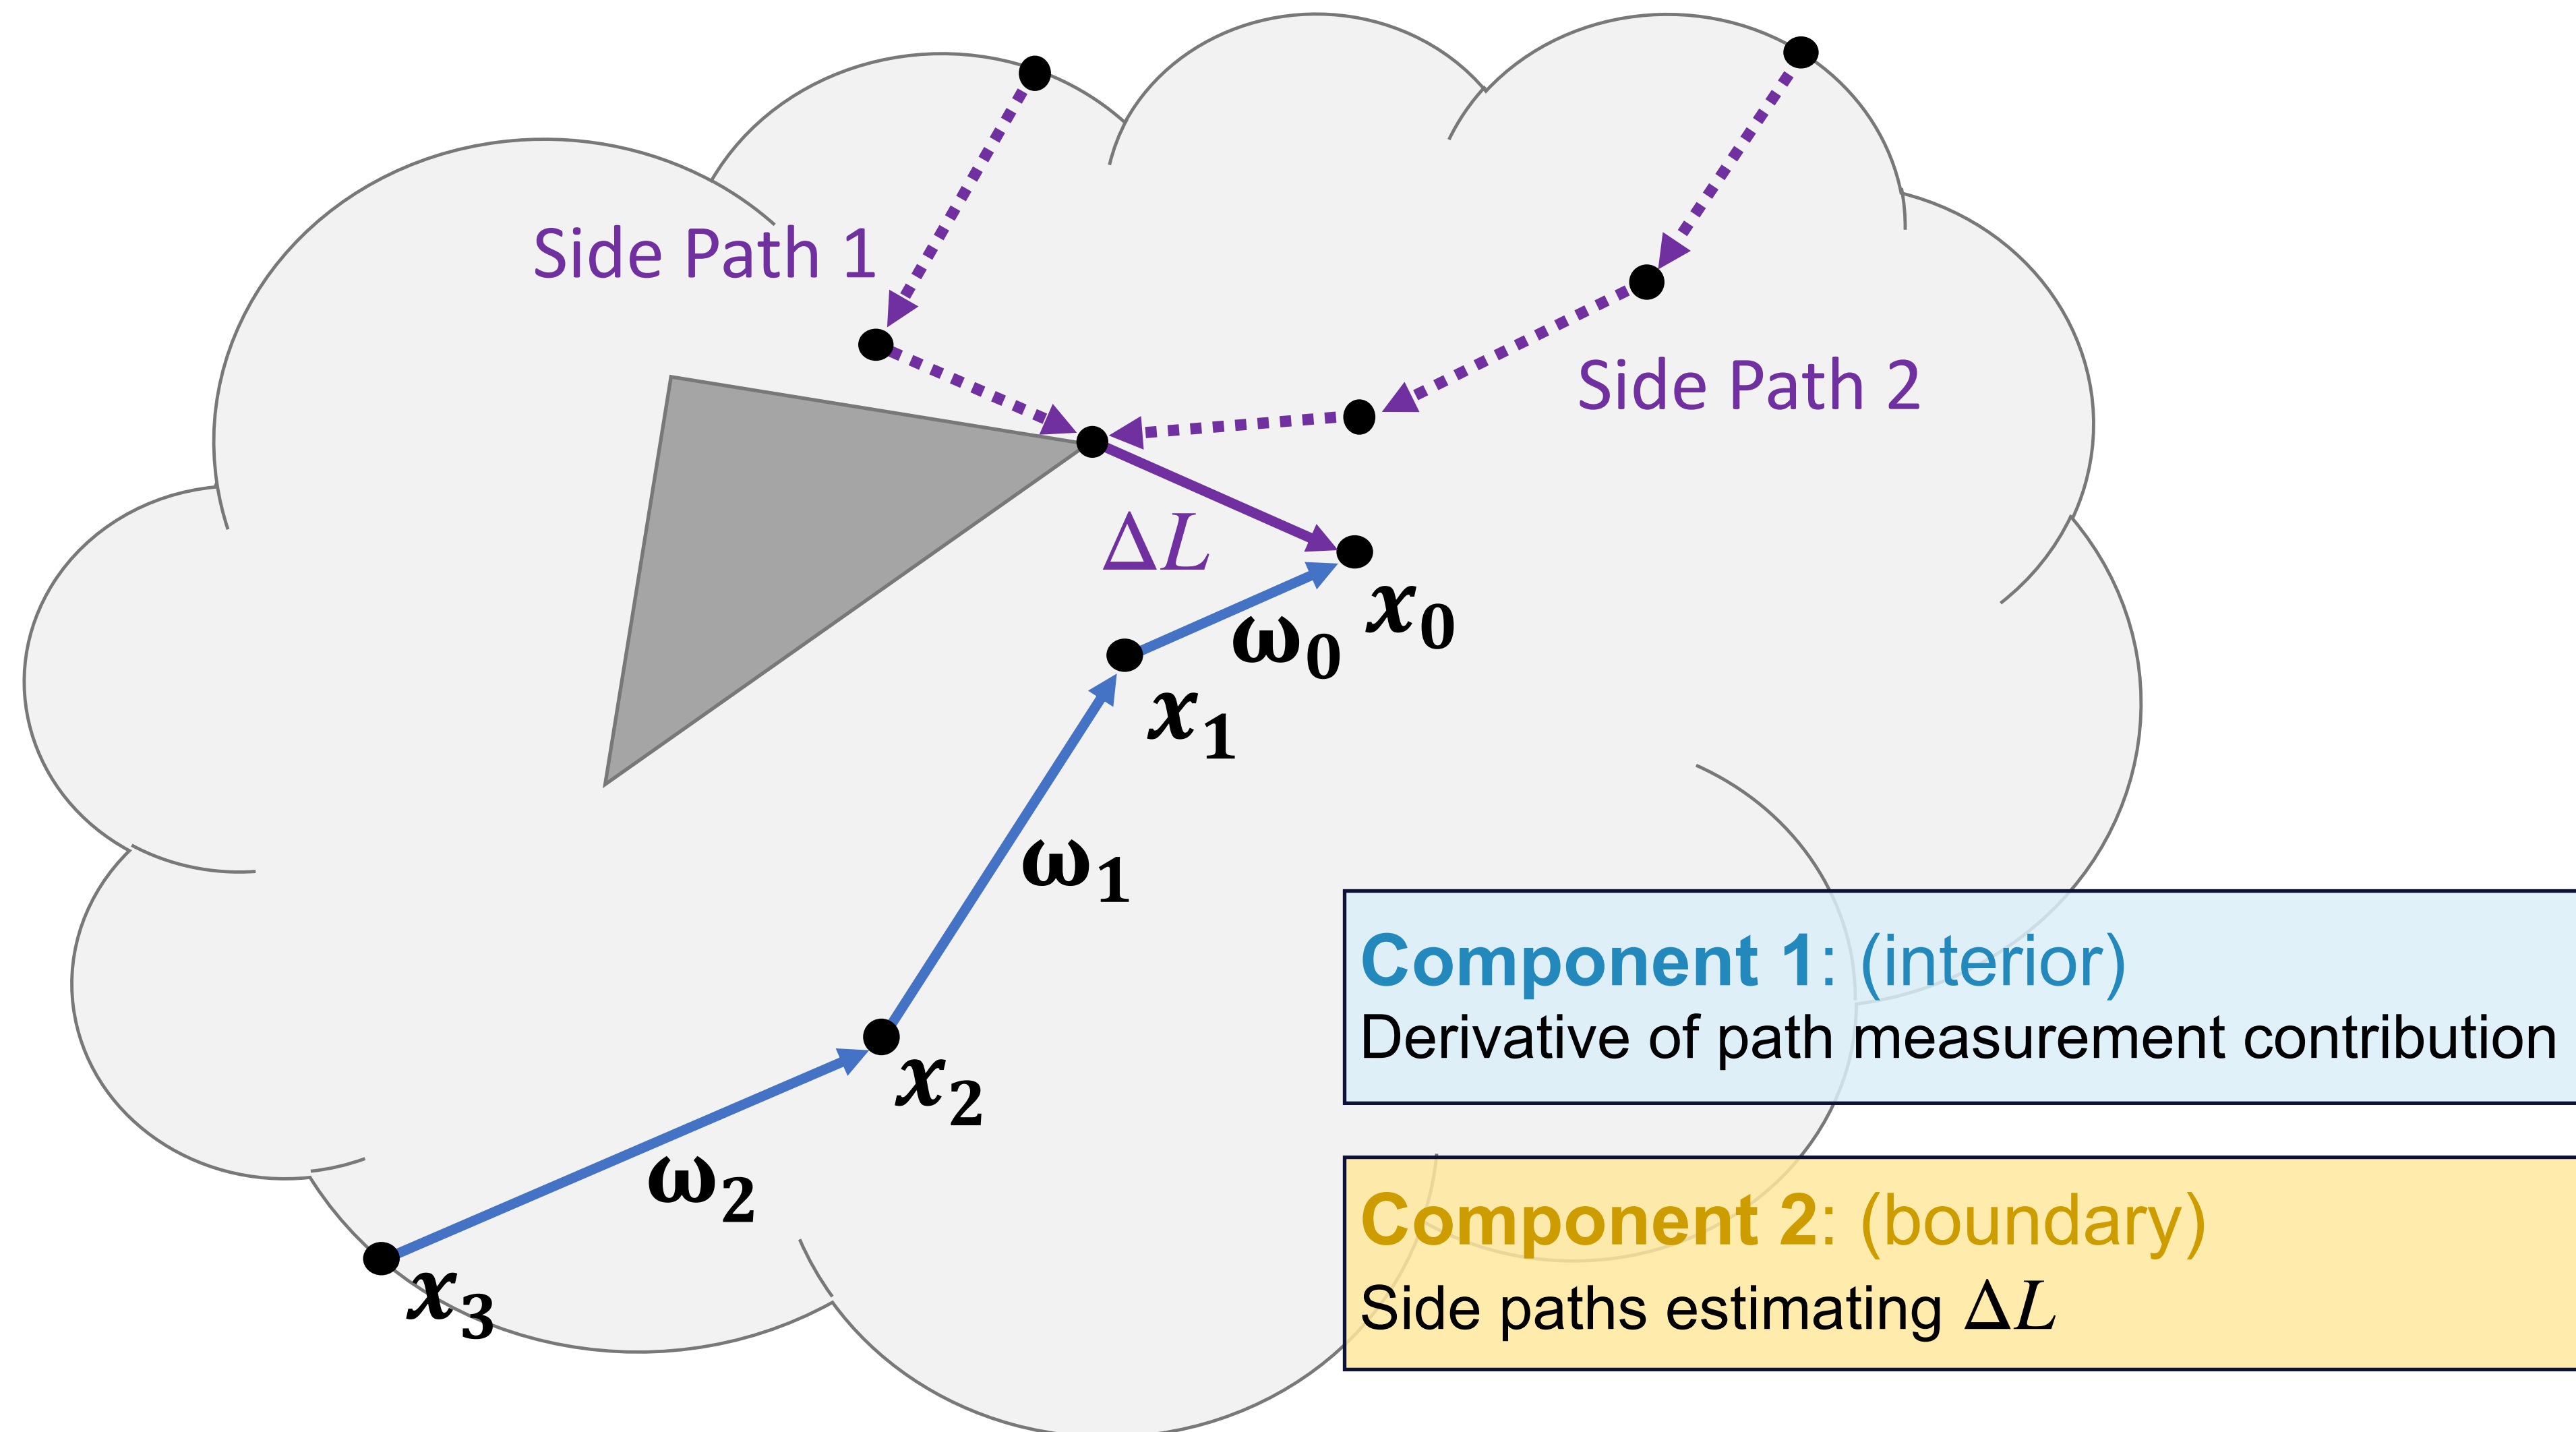 Side Path 1
Side Path 2
ΔL
x₀
ω₀
x₁
ω₁
x₂
ω₂
x₃
Component 1: (interior)
Derivative of path measurement contribution
Component 2: (boundary)
Side paths estimating ΔL